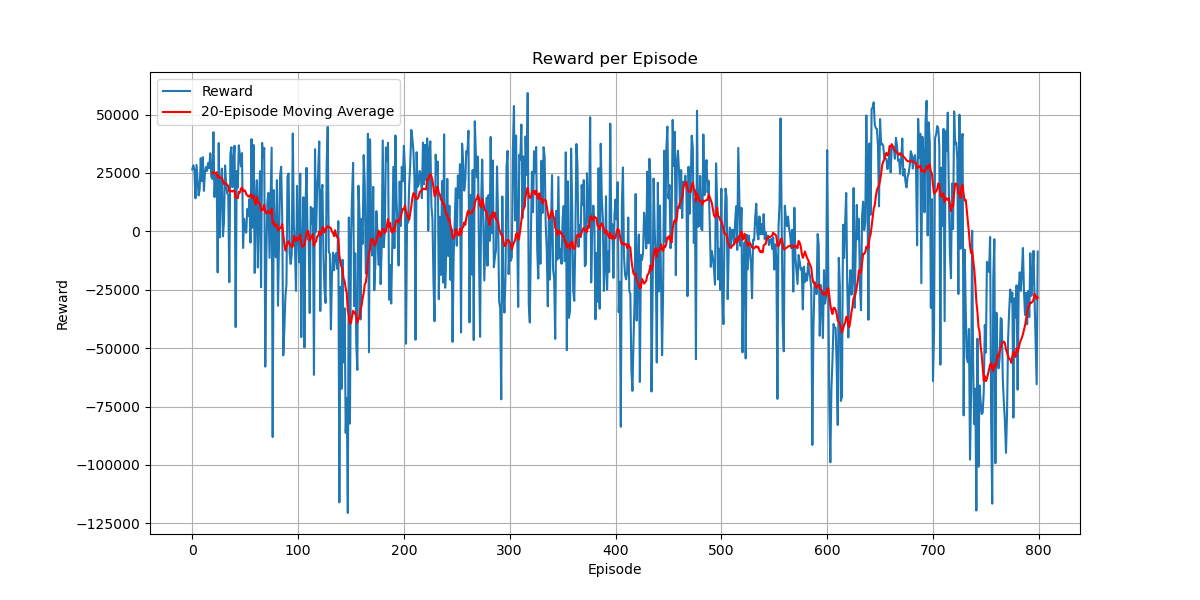 Reward per Episode
Reward
20-Episode Moving Average
50000
25000
0
−25000
−50000
−75000
−100000
−125000
Reward
0 100 200 300 400 500 600 700 800
Episode